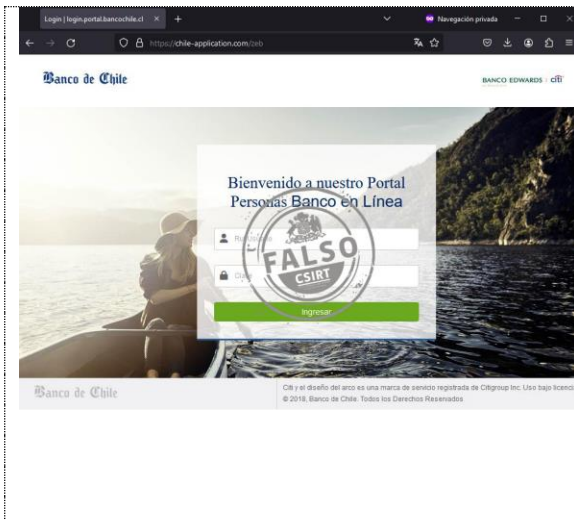 Login | login.portal.bancochile.cl
Navegación privada
https://chile-application.com/zeb
Banco de Chile
BANCO EDWARDS | citi
Bienvenido a nuestro Portal
Personas Banco en Línea
FALSO
CSIRT
Clave
Ingresar
Banco de Chile
Citi y el diseño del arco es una marca de servicio registrada de Citigroup Inc. Uso bajo licencia
© 2018, Banco de Chile. Todos los Derechos Reservados